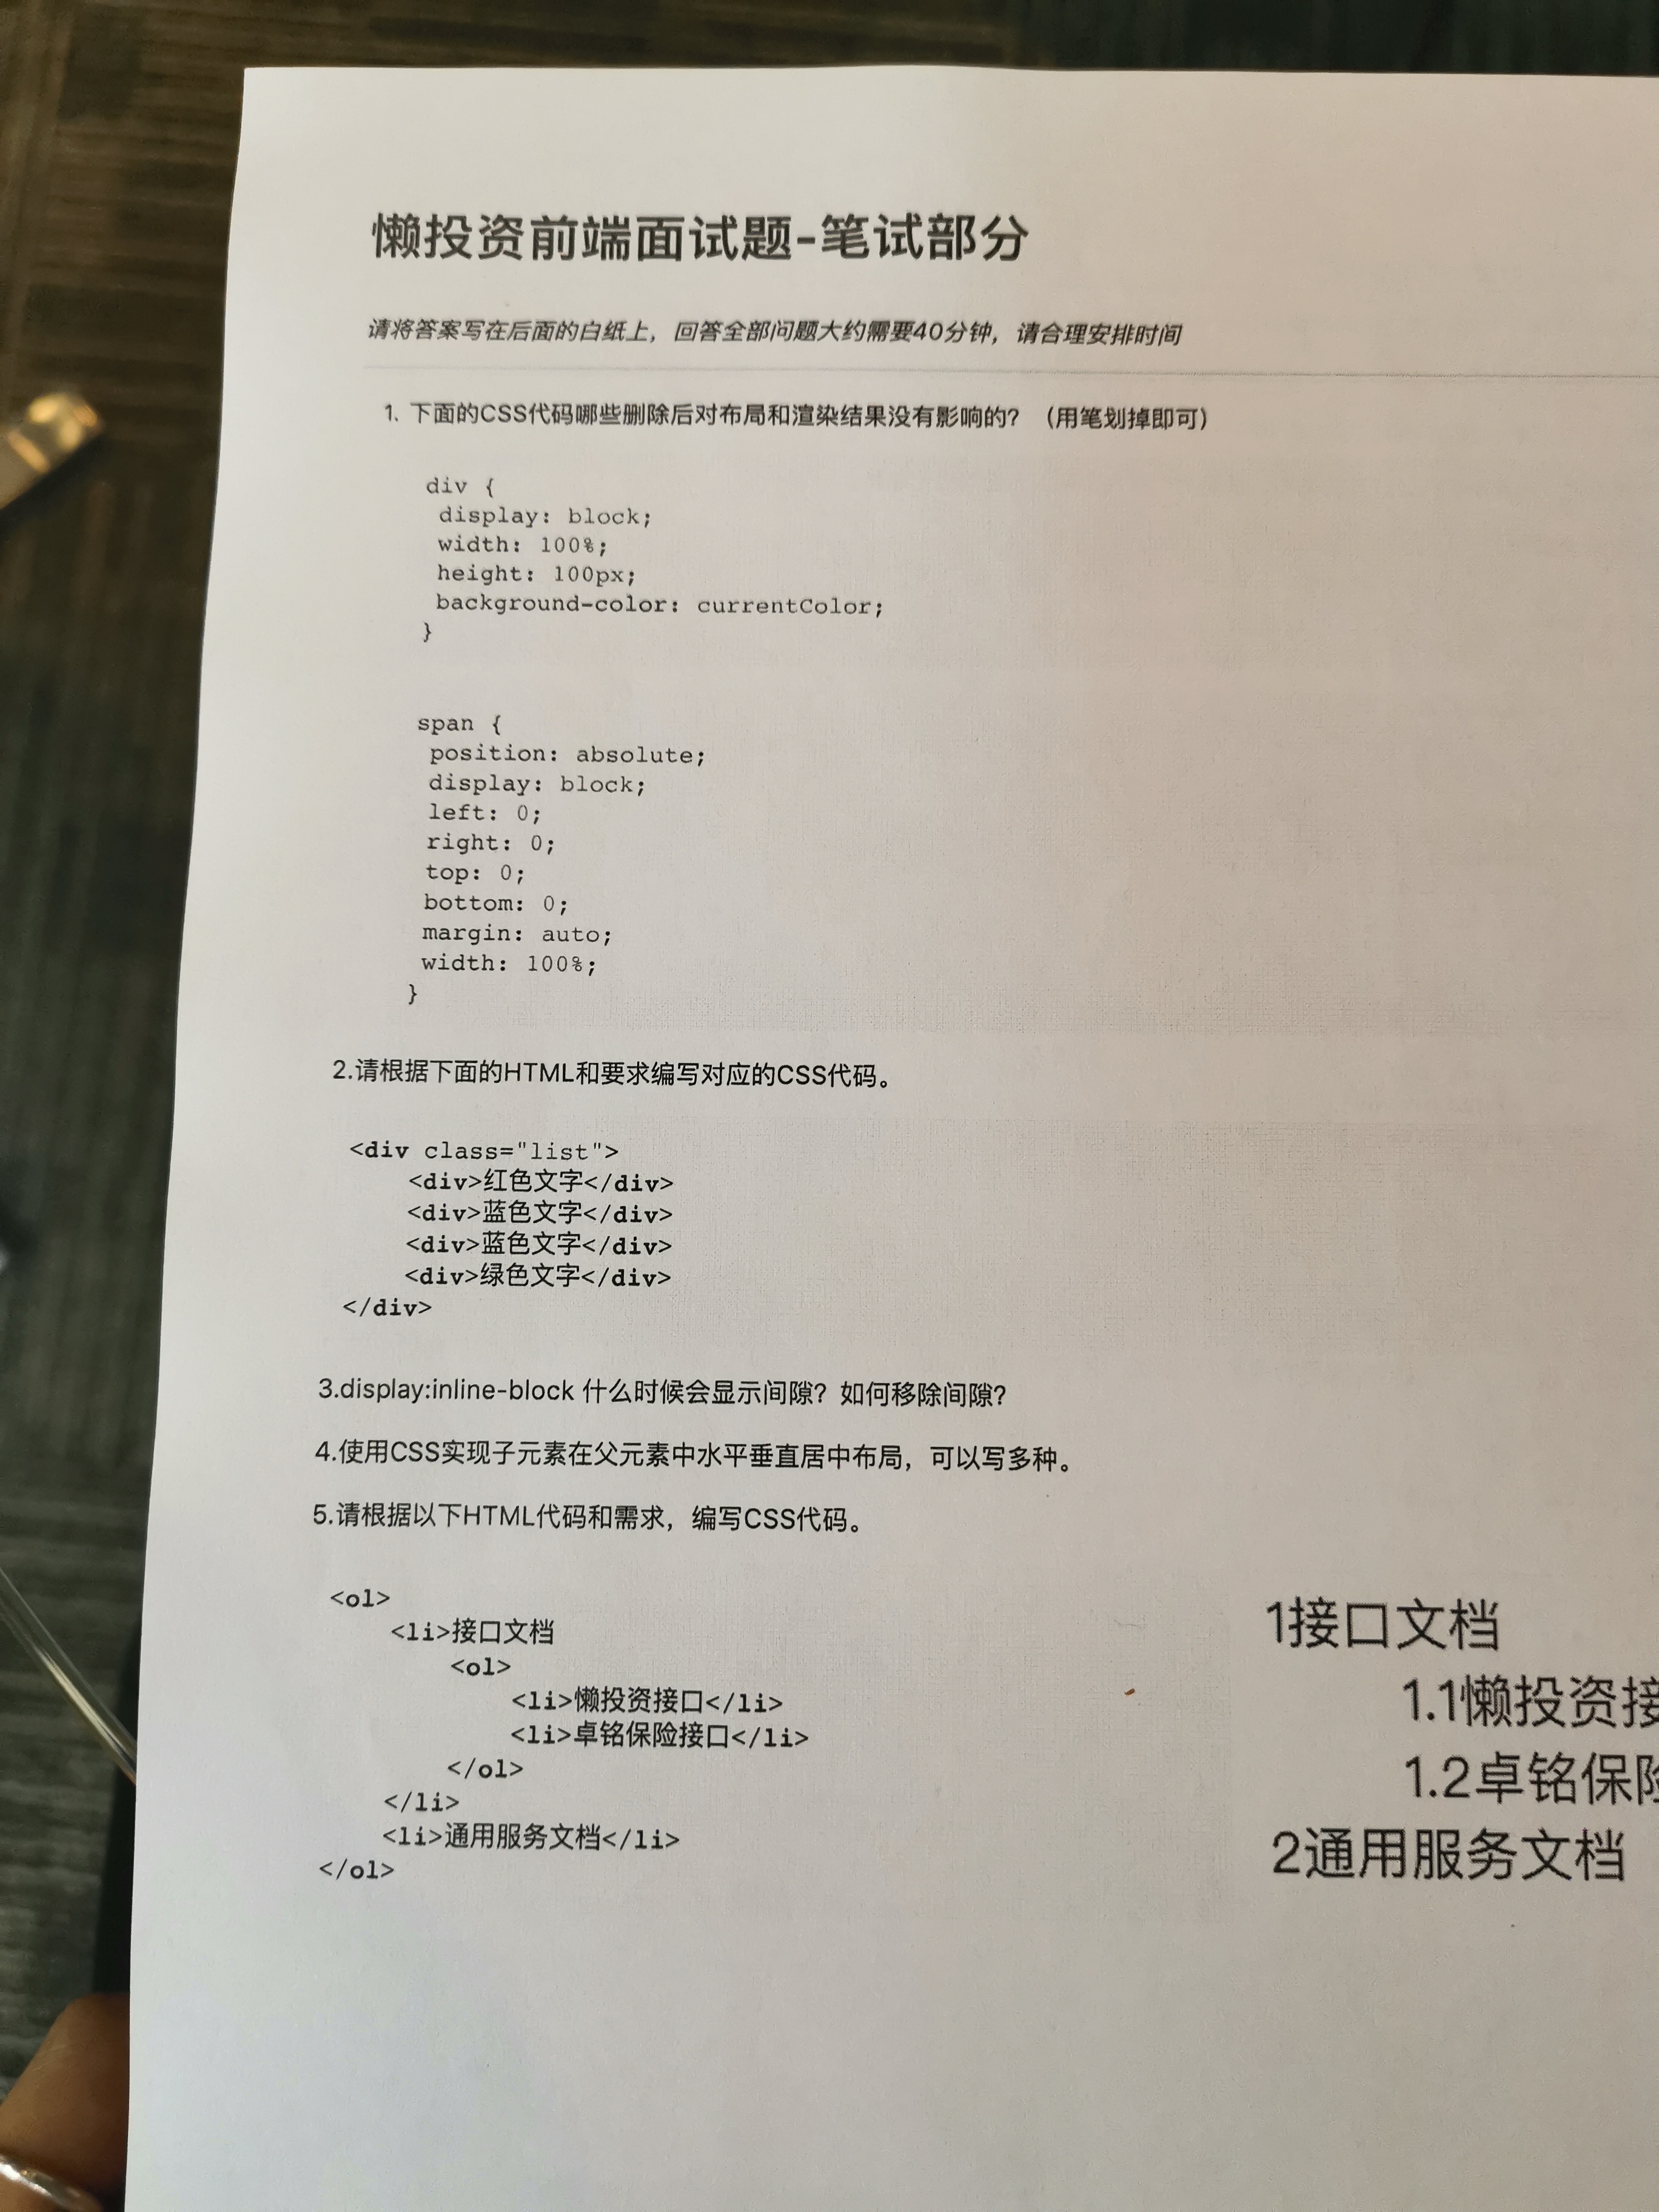 懒投资前端面试题-笔试部分
请将答案写在后面的白纸上，回答全部问题大约需要40分钟，请合理安排时间
1. 下面的CSS代码哪些删除后对布局和渲染结果没有影响的？（用笔划掉即可）
div {
display: block;
width: 100%;
height: 100px;
background-color: currentColor;
}
span {
position: absolute;
display: block;
left: 0;
right: 0;
top: 0;
bottom: 0;
margin: auto;
width: 100%;
}
2.请根据下面的HTML和要求编写对应的CSS代码。
<div class="list">
<div>红色文字</div>
<div>蓝色文字</div>
<div>蓝色文字</div>
<div>绿色文字</div>
</div>
3.display:inline-block 什么时候会显示间隙？如何移除间隙？
4.使用CSS实现子元素在父元素中水平垂直居中布局，可以写多种。
5.请根据以下HTML代码和需求，编写CSS代码。
<ol>
<li>接口文档
<ol>
<li>懒投资接口</li>
<li>卓铭保险接口</li>
</ol>
</li>
<li>通用服务文档</li>
</ol>
1接口文档
1.1懒投资接
1.2卓铭保险
2通用服务文档